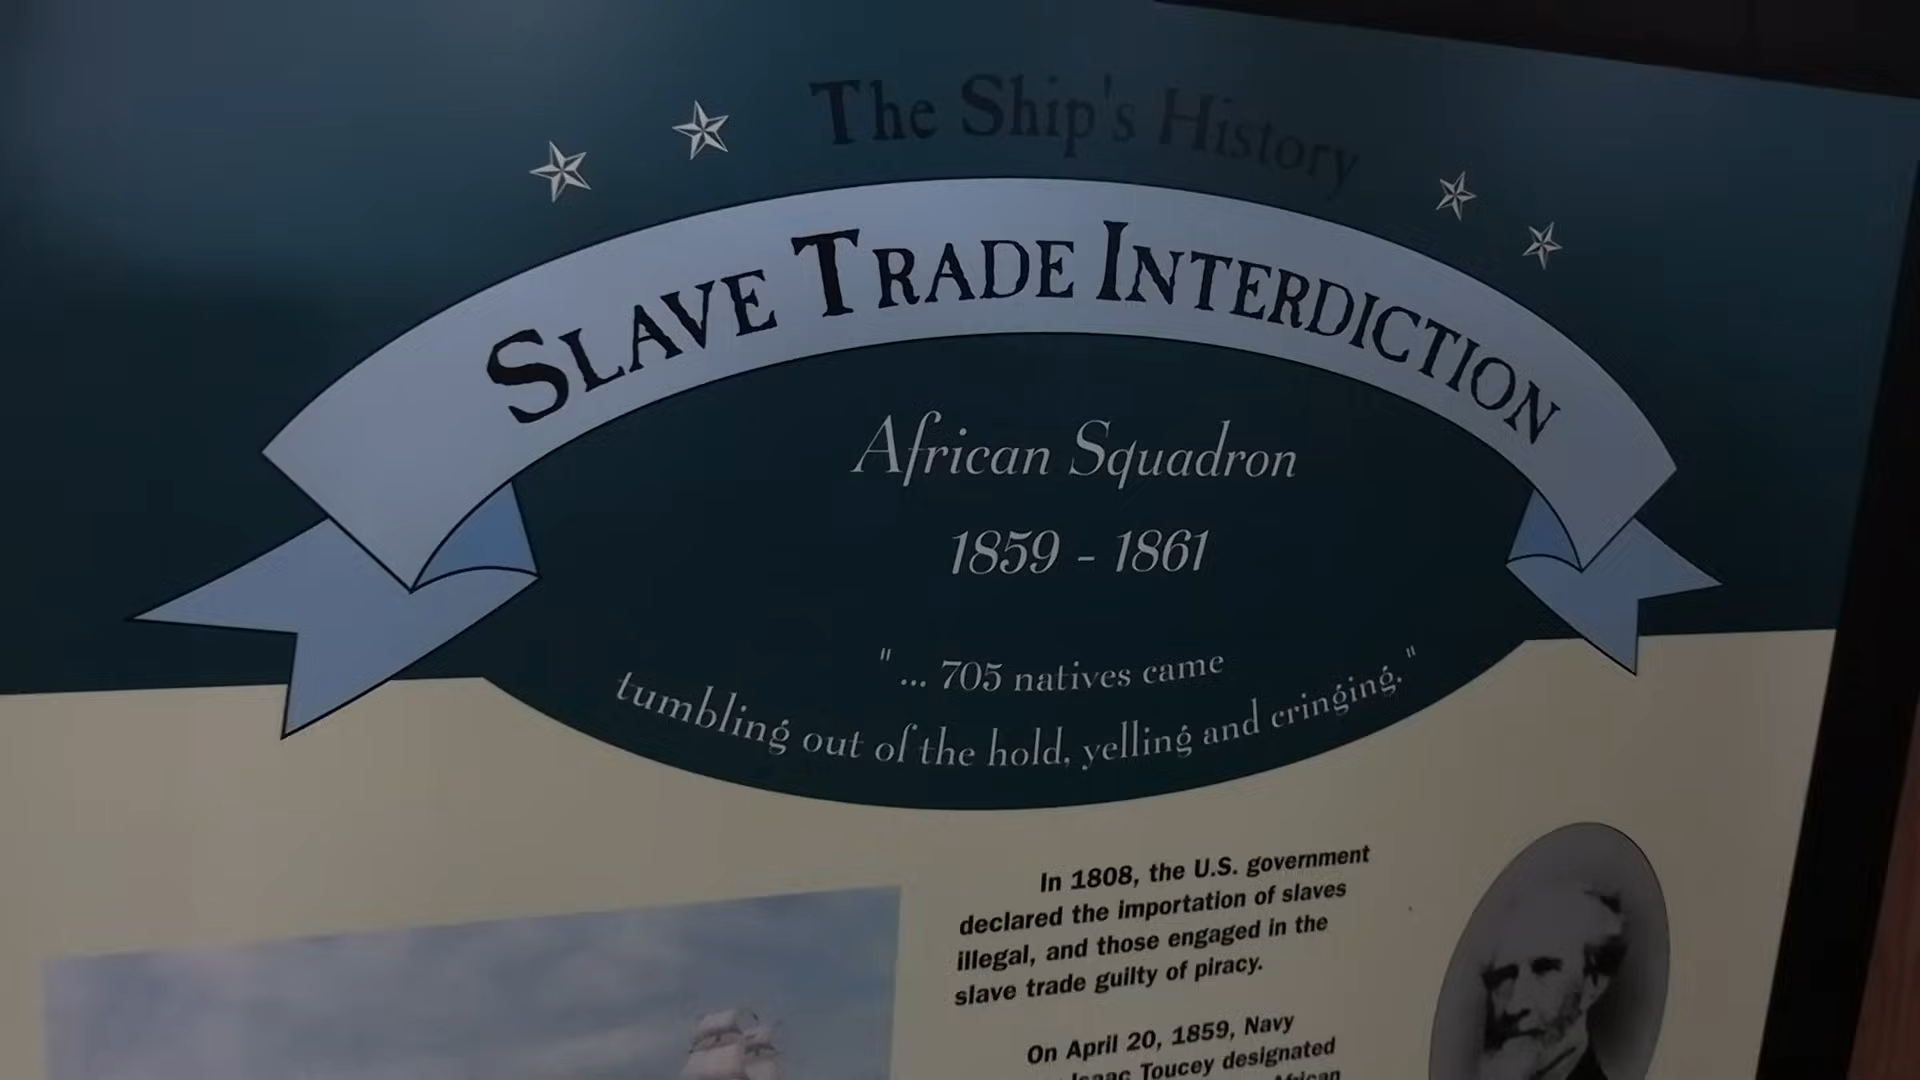 The Ship's History
SLAVE TRADE INTERDICTION
African Squadron
1859 - 1861
"... 705 natives came
tumbling out of the hold, yelling and cringing."
In 1808, the U.S. government
declared the importation of slaves
illegal, and those engaged in the
slave trade guilty of piracy.
On April 20, 1859, Navy
Isaac Toucey designated
African